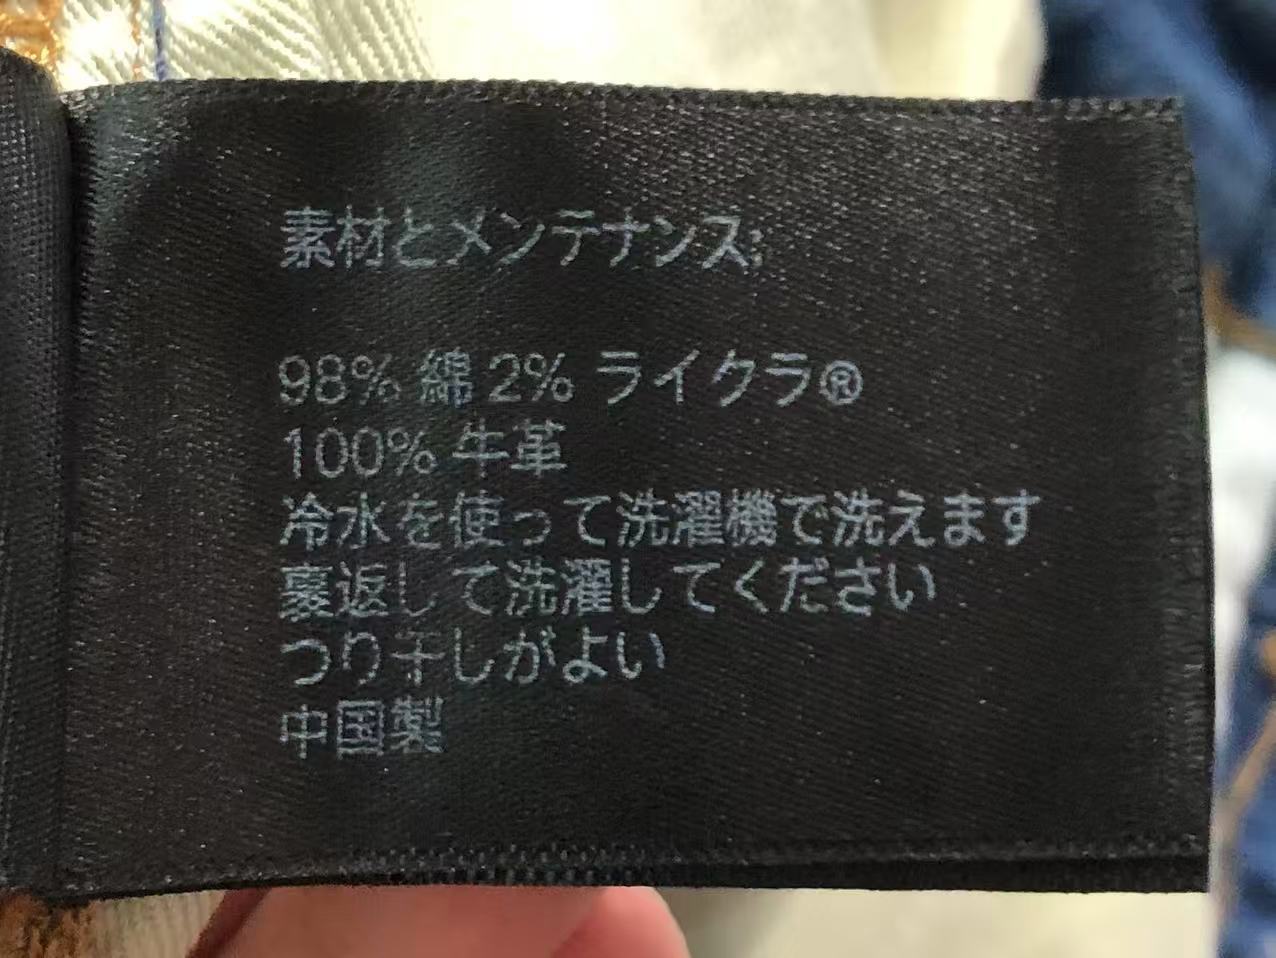 素材とメンテナンス:
98% 綿 2% ライクラ®
100% 牛革
冷水を使って洗濯機で洗えます
裏返して洗濯してください
つり干しがよい
中国製